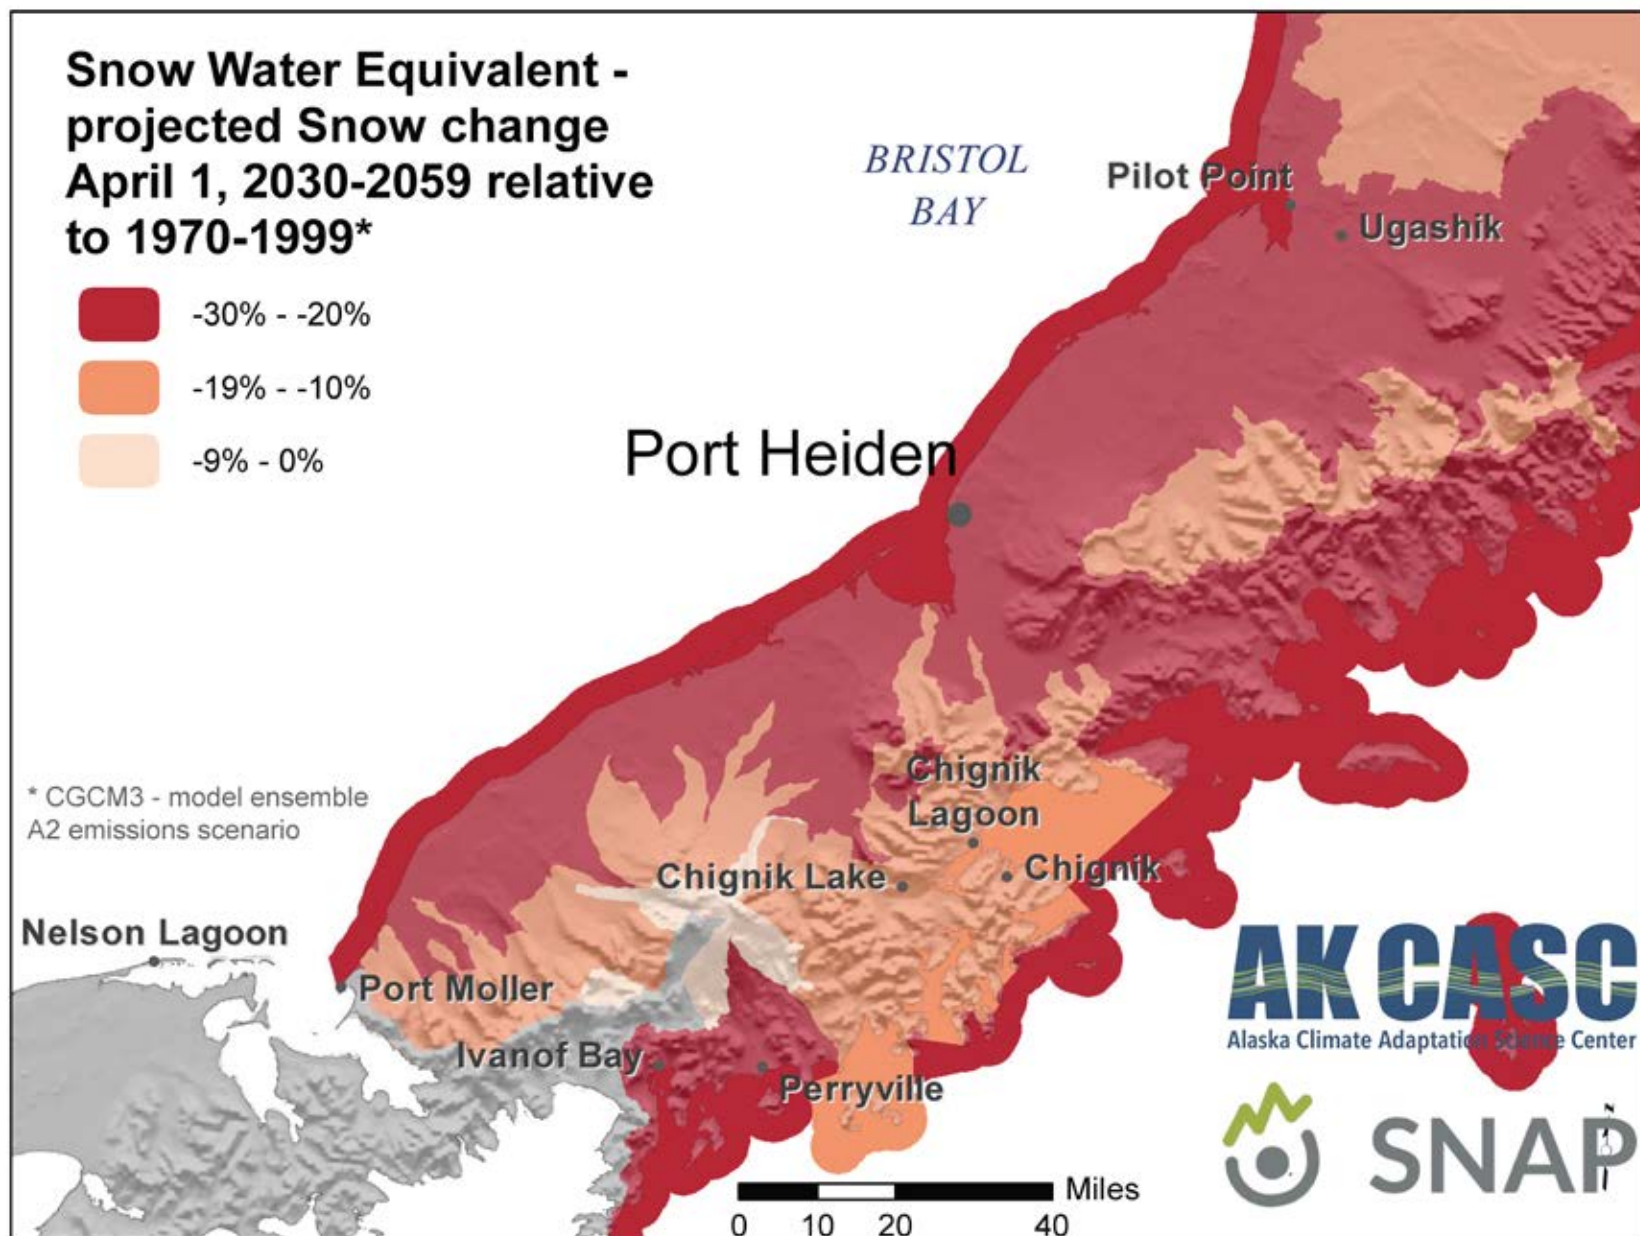 Snow Water Equivalent -
projected Snow change
April 1, 2030-2059 relative
to 1970-1999*
-30% - -20%
-19% - -10%
-9% - 0%
BRISTOL
BAY
Pilot Point
Ugashik
Port Heiden
Chignik
Lagoon
* CGCM3 - model ensemble
A2 emissions scenario
Chignik Lake
Chignik
Nelson Lagoon
Port Moller
Ivanof Bay
Perryville
AK CASC
Alaska Climate Adaptation Science Center
SNAP
Miles
0 10 20 40